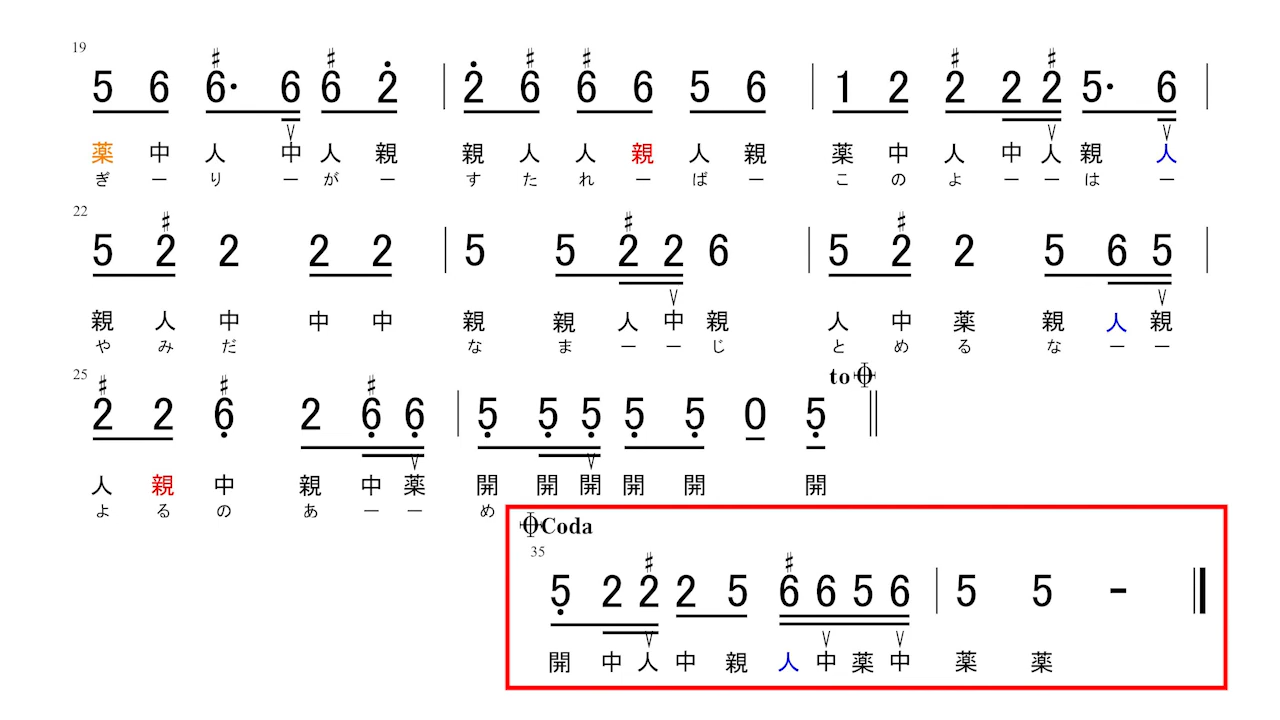 19
♯ ♯ ♯ ♯ ♯ ♯
5 6 6· 6 6 2̇ | 2̇ 6 6 6 5 6 | 1 2 2 2 2 5· 6 |
∨ ∨ ∨
薬 中 人 中 人 親 親 人 人 親 人 親 薬 中 人 中 人 親 人
ぎ ー り ー が ー す た れ ー ば ー こ の よ ー ー は ー
22
♯ ♯ ♯
5 2 2 2 2 | 5 5 2 2 6 | 5 2 2 5 6 5 |
∨ ∨
親 人 中 中 中 親 親 人 中 親 人 中 薬 親 人 親
や み だ な ま ー ー じ と め る な ー ー
to 𝄌
25
♯ ♯ ♯
2 2 6̣ 2 6̣ 6̣ | 5̣ 5̣ 5̣ 5̣ 5̣ 0 5̣ ‖
∨ ∨
人 親 中 親 中 薬 開 開 開 開 開 開
よ る の あ ー ー め
𝄌Coda
35
♯ ♯
5̣ 2 2 2 5 6 6 5 6 | 5 5 -
∨ ∨ ∨
開 中 人 中 親 人 中 薬 中 薬 薬